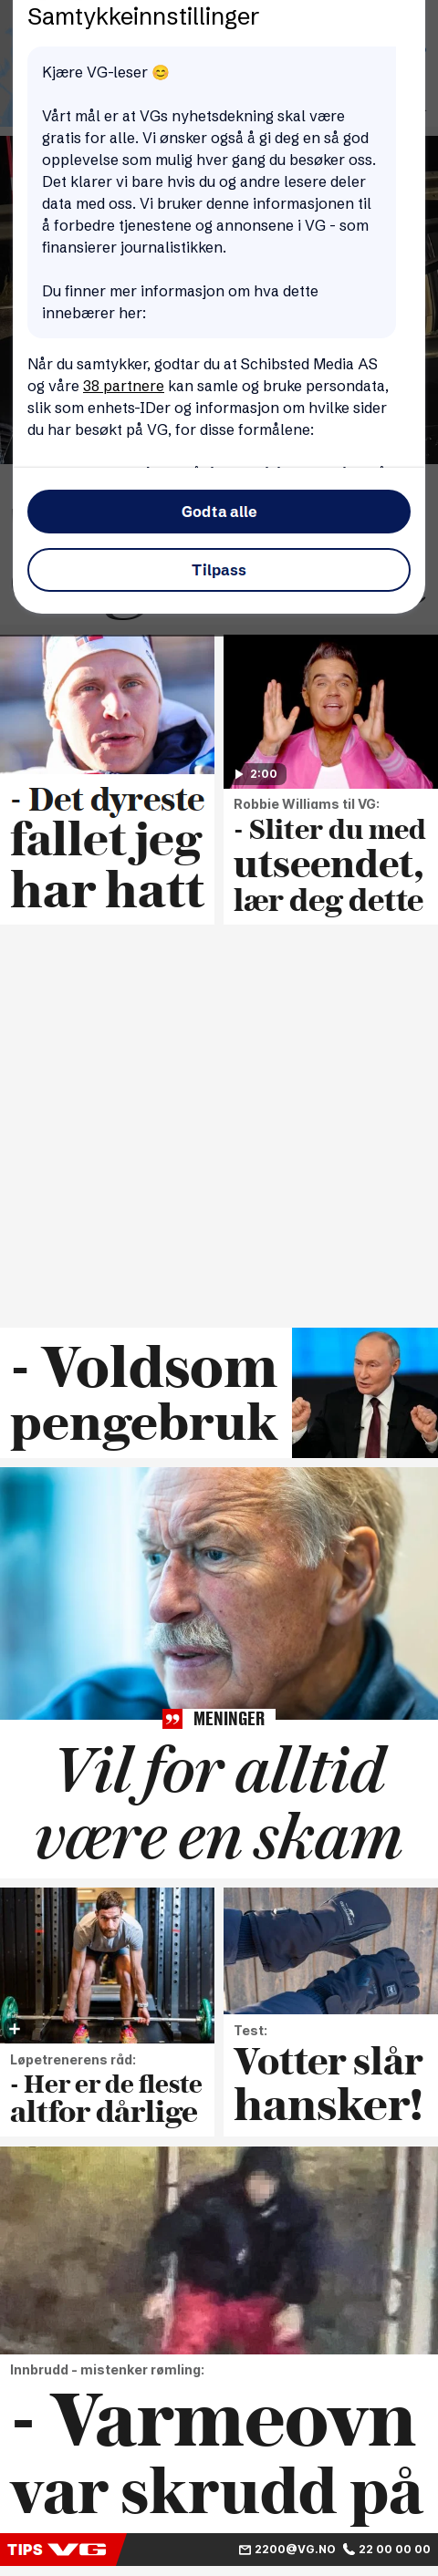 Samtykkeinnstillinger
Kjære VG-leser 😊
Vårt mål er at VGs nyhetsdekning skal være
gratis for alle. Vi ønsker også å gi deg en så god
opplevelse som mulig hver gang du besøker oss.
Det klarer vi bare hvis du og andre lesere deler
data med oss. Vi bruker denne informasjonen til
å forbedre tjenestene og annonsene i VG - som
finansierer journalistikken.
Du finner mer informasjon om hva dette
innebærer her:
Når du samtykker, godtar du at Schibsted Media AS
og våre 38 partnere kan samle og bruke persondata,
slik som enhets-IDer og informasjon om hvilke sider
du har besøkt på VG, for disse formålene:
Godta alle
Tilpass
- Det dyreste
fallet jeg
har hatt
2:00
Robbie Williams til VG:
- Sliter du med
utseendet,
lær deg dette
- Voldsom
pengebruk
MENINGER
Vil for alltid
være en skam
Løpetrenerens råd:
- Her er de fleste
altfor dårlige
Test:
Votter slår
hansker!
Innbrudd - mistenker rømling:
- Varmeovn
var skrudd på
TIPS VG 2200@VG.NO 22 00 00 00